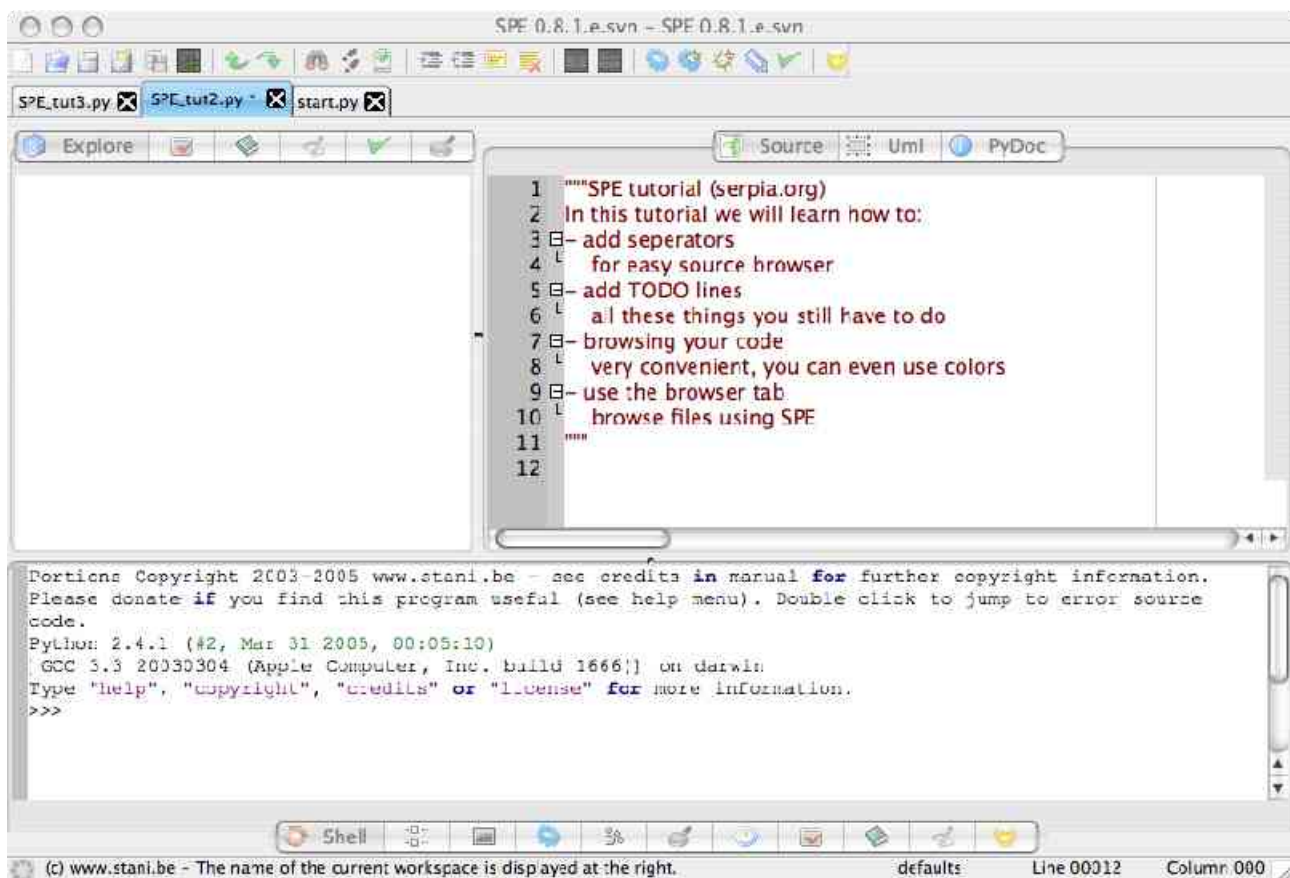 SPE 0.8.1.e.svn - SPE 0.8.1.e.svn
SPE_tut3.py SPE_tut2.py * start.py
Explore
Source Uml PyDoc
1 """SPE tutorial (serpia.org)
2 In this tutorial we will learn how to:
3 - add seperators
4 for easy source browser
5 - add TODO lines
6 all these things you still have to do
7 - browsing your code
8 very convenient, you can even use colors
9 - use the browser tab
10 browse files using SPE
11 """
12
Portions Copyright 2003-2005 www.stani.be - see credits in manual for further copyright information.
Please donate if you find this program useful (see help menu). Double click to jump to error source
code.
Python 2.4.1 (#2, Mar 31 2005, 00:05:10)
[GCC 3.3 20030304 (Apple Computer, Inc. build 1666)] on darwin
Type "help", "copyright", "credits" or "license" for more information.
>>>
Shell
(c) www.stani.be - The name of the current workspace is displayed at the right. defaults Line 00012 Column 000